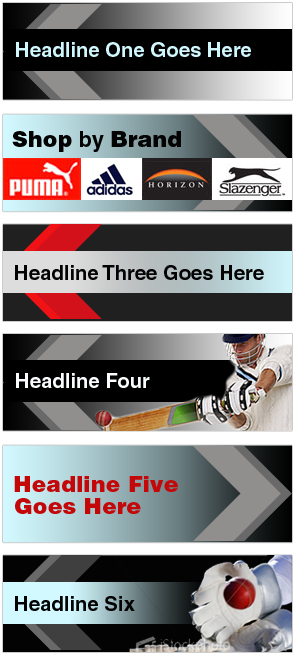 Headline One Goes Here
Shop by Brand
PUMA
adidas
HORIZON
Slazenger
Headline Three Goes Here
Headline Four
Headline Five
Goes Here
Headline Six
iStockphoto